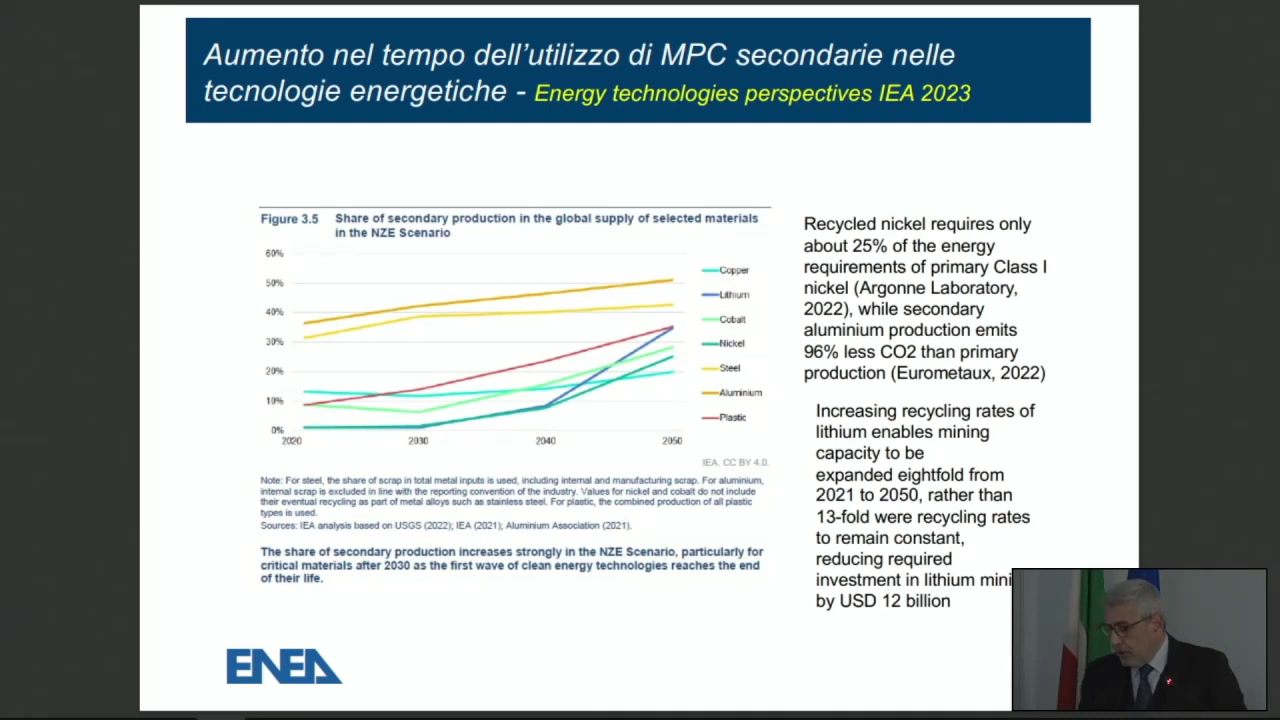 Aumento nel tempo dell'utilizzo di MPC secondarie nelle
tecnologie energetiche - Energy technologies perspectives IEA 2023
Figure 3.5 Share of secondary production in the global supply of selected materials
in the NZE Scenario
60%
50%
40%
30%
20%
10%
0%
2020
2030
2040
2050
Copper
Lithium
Cobalt
Nickel
Steel
Aluminium
Plastic
IEA. CC BY 4.0.
Note: For steel, the share of scrap in total metal inputs is used, including internal and manufacturing scrap. For aluminium,
internal scrap is excluded in line with the reporting convention of the industry. Values for nickel and cobalt do not include
their eventual recycling as part of metal alloys such as stainless steel. For plastic, the combined production of all plastic
types is used.
Sources: IEA analysis based on USGS (2022); IEA (2021); Aluminium Association (2021).
The share of secondary production increases strongly in the NZE Scenario, particularly for
critical materials after 2030 as the first wave of clean energy technologies reaches the end
of their life.
Recycled nickel requires only
about 25% of the energy
requirements of primary Class I
nickel (Argonne Laboratory,
2022), while secondary
aluminium production emits
96% less CO2 than primary
production (Eurometaux, 2022)
Increasing recycling rates of
lithium enables mining
capacity to be
expanded eightfold from
2021 to 2050, rather than
13-fold were recycling rates
to remain constant,
reducing required
investment in lithium mini
by USD 12 billion
ENEA